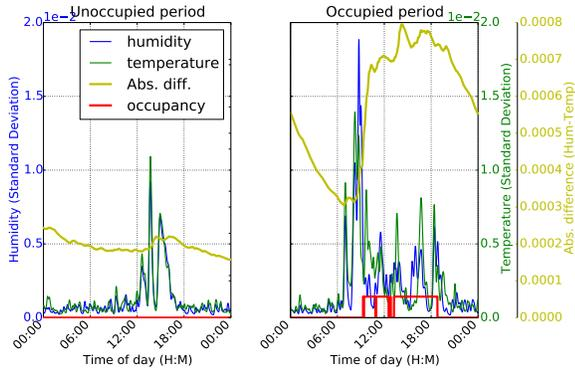 Unoccupied period
Occupied period
1e−2
1e−2
2.0
1.5
1.0
0.5
0.0
Humidity (Standard Deviation)
humidity
temperature
Abs. diff.
occupancy
00:00
06:00
12:00
18:00
00:00
Time of day (H:M)
00:00
06:00
12:00
18:00
00:00
Time of day (H:M)
2.0
1.5
1.0
0.5
0.0
Temperature (Standard Deviation)
0.0008
0.0007
0.0006
0.0005
0.0004
0.0003
0.0002
0.0001
0.0000
Abs. difference (Hum-Temp)